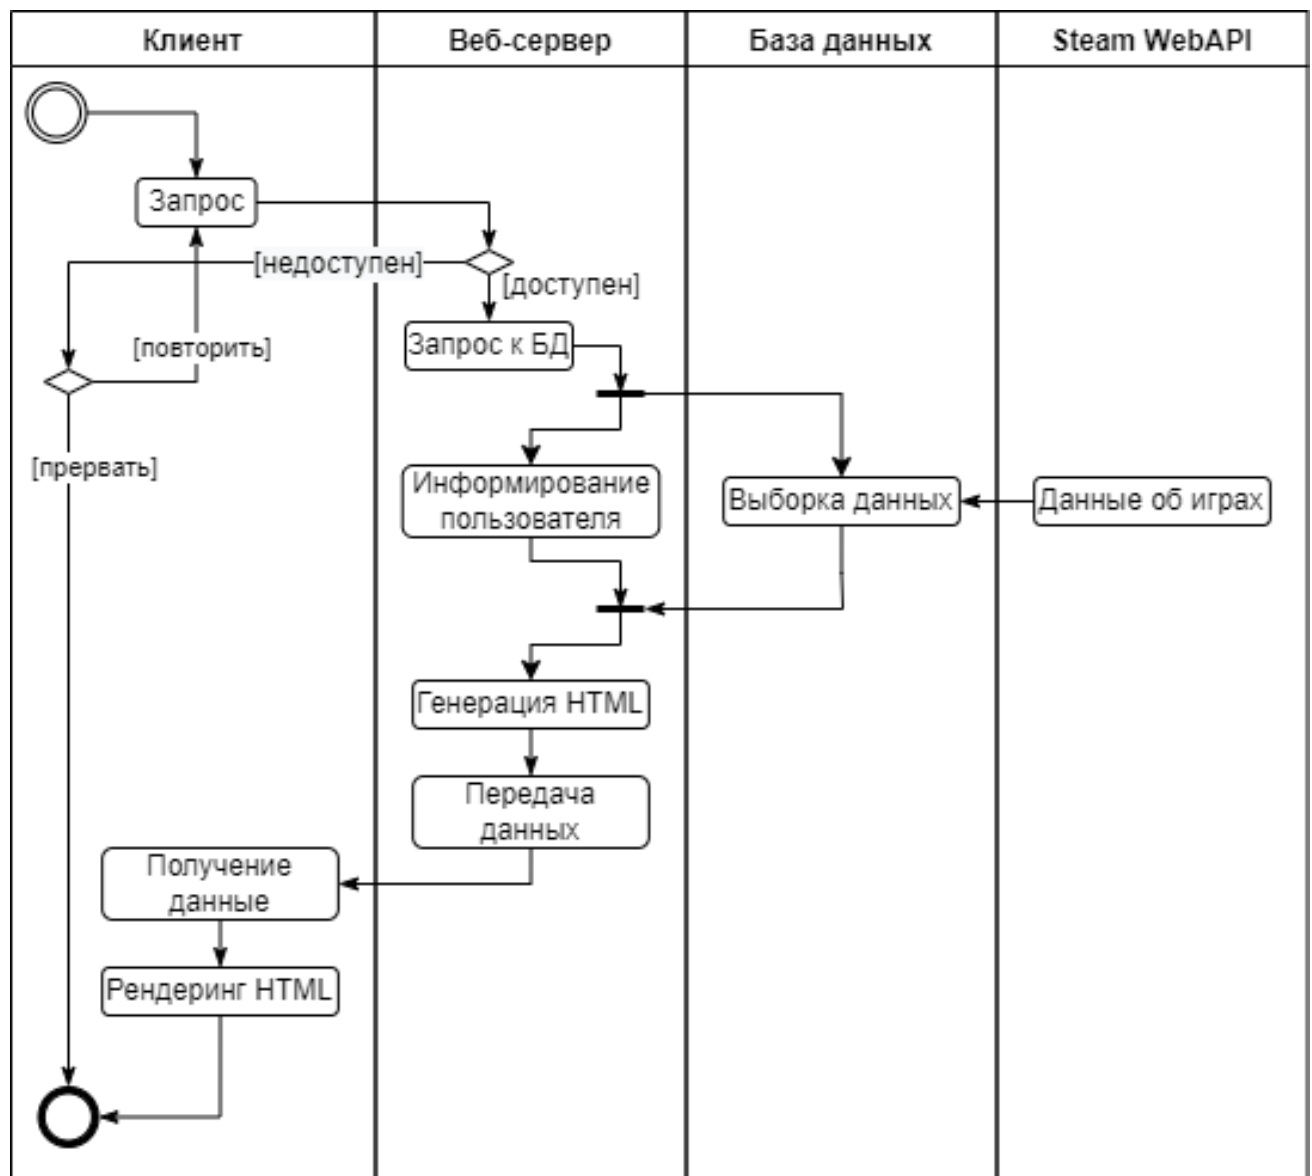 Клиент
Веб-сервер
База данных
Steam WebAPI
Запрос
[недоступен]
[доступен]
Запрос к БД
[повторить]
[прервать]
Информирование
пользователя
Выборка данных
Данные об играх
Генерация HTML
Передача
данных
Получение
данные
Рендеринг HTML